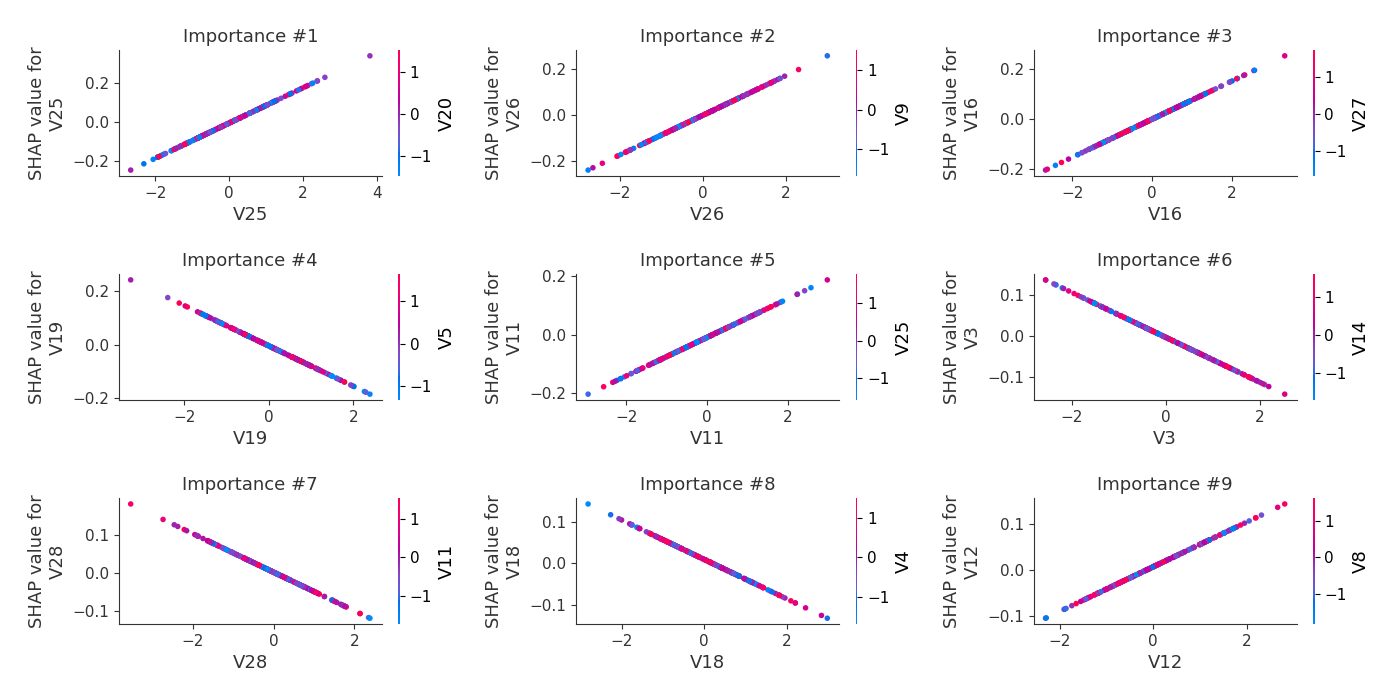 Importance #1
SHAP value for
V25
0.2
0.0
−0.2
−2
0
2
4
V25
1
0
−1
V20
Importance #2
SHAP value for
V26
0.2
0.0
−0.2
−2
0
2
V26
1
0
−1
V9
Importance #3
SHAP value for
V16
0.2
0.0
−0.2
−2
0
2
V16
1
0
−1
V27
Importance #4
SHAP value for
V19
0.2
0.0
−0.2
−2
0
2
V19
1
0
−1
V5
Importance #5
SHAP value for
V11
0.2
0.0
−0.2
−2
0
2
V11
1
0
−1
V25
Importance #6
SHAP value for
V3
0.1
0.0
−0.1
−2
0
2
V3
1
0
−1
V14
Importance #7
SHAP value for
V28
0.1
0.0
−0.1
−2
0
2
V28
1
0
−1
V11
Importance #8
SHAP value for
V18
0.1
0.0
−0.1
−2
0
2
V18
1
0
−1
V4
Importance #9
SHAP value for
V12
0.1
0.0
−0.1
−2
0
2
V12
1
0
−1
V8